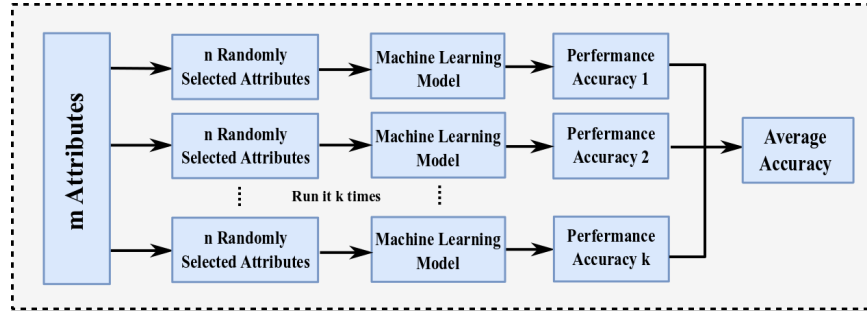 m Attributes
n Randomly
Selected Attributes
Machine Learning
Model
Perfermance
Accuracy 1
n Randomly
Selected Attributes
Machine Learning
Model
Perfermance
Accuracy 2
Average
Accuracy
Run it k times
n Randomly
Selected Attributes
Machine Learning
Model
Perfermance
Accuracy k